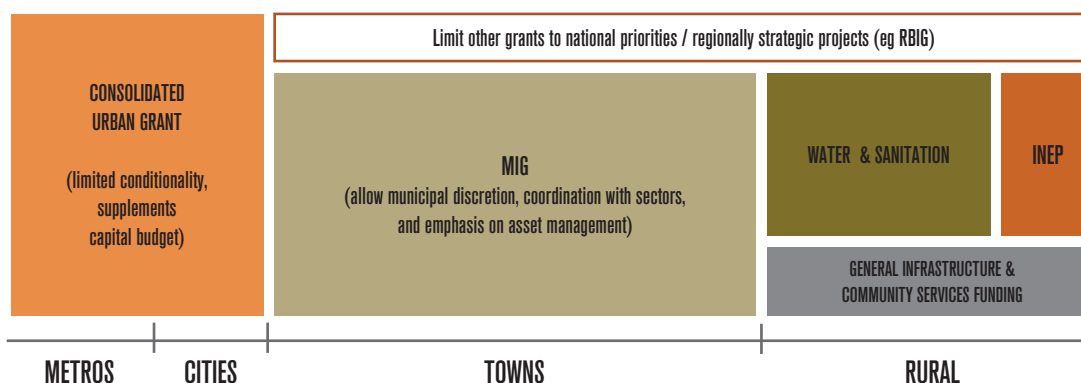 Limit other grants to national priorities / regionally strategic projects (eg RBIG)
CONSOLIDATED
URBAN GRANT
(limited conditionality,
supplements
capital budget)
MIG
(allow municipal discretion, coordination with sectors,
and emphasis on asset management)
WATER & SANITATION
INEP
GENERAL INFRASTRUCTURE &
COMMUNITY SERVICES FUNDING
METROS
CITIES
TOWNS
RURAL